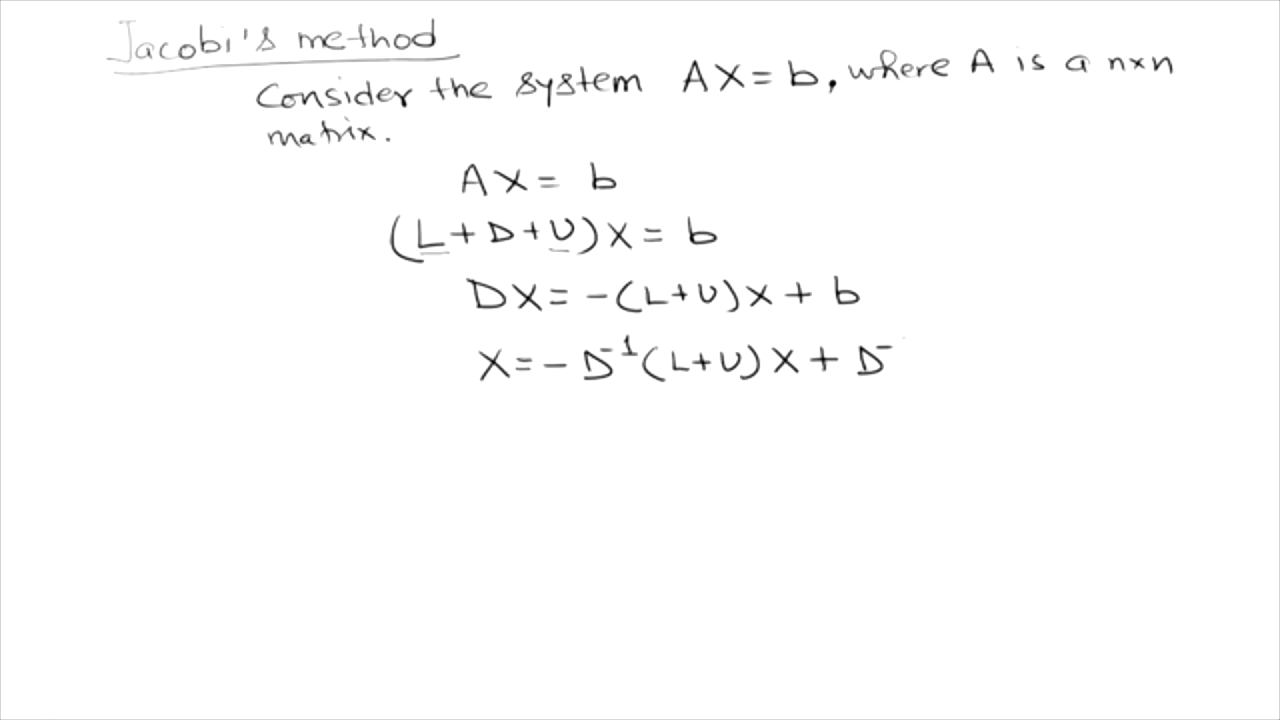 Jacobi's method
Consider the system AX = b, where A is a n×n
matrix.
AX = b
(L+D+U)X = b
DX = -(L+U)X + b
X = - D⁻¹(L+U)X + D⁻